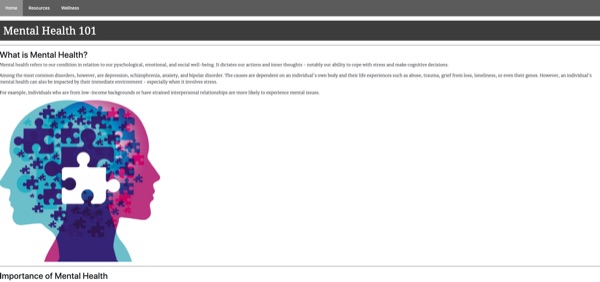 Home Resources Wellness
Mental Health 101
What is Mental Health?
Mental health refers to our condition in relation to our pyschological, emotional, and social well-being. It dictates our actions and inner thoughts - notably our ability to cope with stress and make cognitive decisions.
Among the most common disorders, however, are depression, schizophrenia, anxiety, and bipolar disorder. The causes are dependent on an individual's own body and their life experiences such as abuse, trauma, grief from loss, loneliness, or even their genes. However, an individual's
mental health can also be impacted by their immediate environment - especially when it involves stress.
For example, individuals who are from low-income backgrounds or have strained interpersonal relationships are more likely to experience mental issues.
Importance of Mental Health